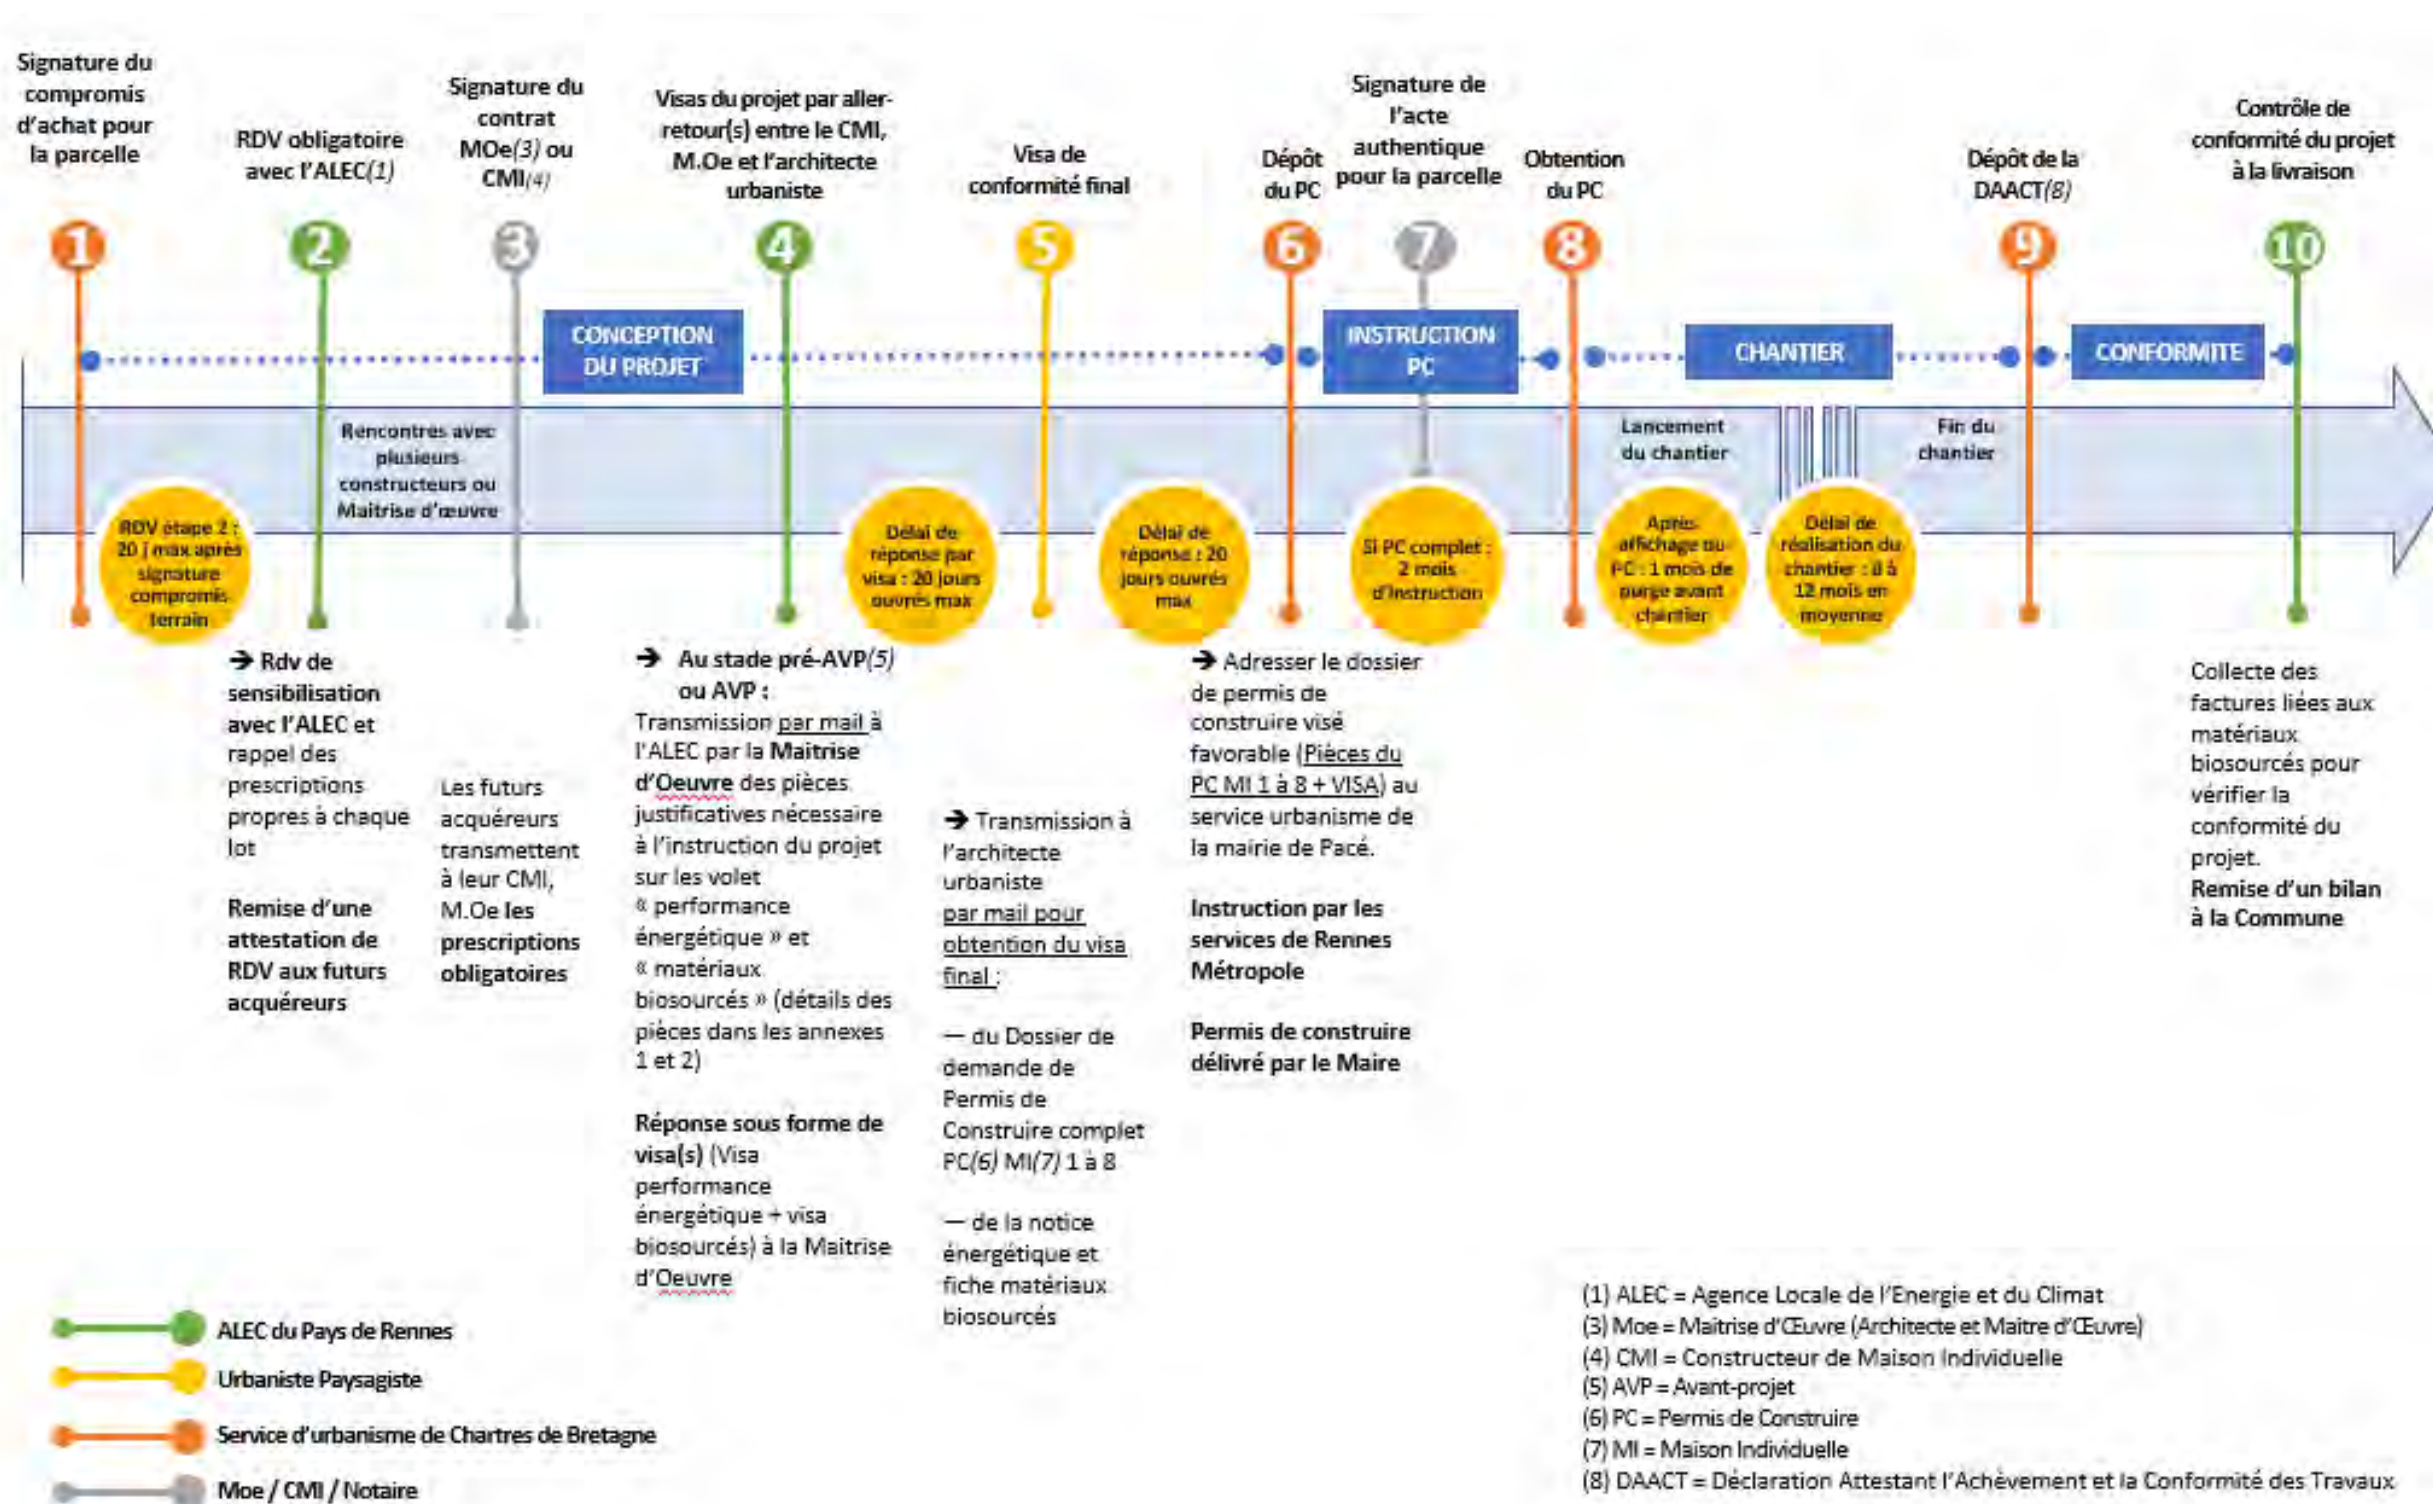 Signature du
compromis
d'achat pour
la parcelle
RDV obligatoire
avec l'ALEC(1)
Signature du
contrat
MOe(3) ou
CMI(4)
Visas du projet par aller-
retour(s) entre le CMI,
M.Oe et l'architecte
urbaniste
Visa de
conformité final
Dépôt
du PC
Signature de
l'acte
authentique
pour la parcelle
Obtention
du PC
Dépôt de la
DAACT(8)
Contrôle de
conformité du projet
à la livraison
1
2
3
4
5
6
7
8
9
10
CONCEPTION
DU PROJET
INSTRUCTION
PC
CHANTIER
CONFORMITE
Rencontres avec
plusieurs
constructeurs ou
Maitrise d'œuvre
Lancement
du chantier
Fin du
chantier
RDV étape 2 :
20 j max après
signature
compromis
terrain
Délai de
réponse par
visa : 20 jours
ouvrés max
Délai de
réponse : 20
jours ouvrés
max
Si PC complet :
2 mois
d'instruction
Après
affichage du
PC : 1 mois de
purge avant
chantier
Délai de
réalisation du
chantier : 8 à
12 mois en
moyenne
➔ Rdv de
sensibilisation
avec l'ALEC et
rappel des
prescriptions
propres à chaque
lot
Remise d'une
attestation de
RDV aux futurs
acquéreurs
Les futurs
acquéreurs
transmettent
à leur CMI,
M.Oe les
prescriptions
obligatoires
➔ Au stade pré-AVP(5)
ou AVP :
Transmission par mail à
l'ALEC par la Maitrise
d'Oeuvre des pièces
justificatives nécessaire
à l'instruction du projet
sur les volet
« performance
énergétique » et
« matériaux
biosourcés » (détails des
pièces dans les annexes
1 et 2)
Réponse sous forme de
visa(s) (Visa
performance
énergétique + visa
biosourcés) à la Maitrise
d'Oeuvre
➔ Transmission à
l'architecte
urbaniste
par mail pour
obtention du visa
final :
— du Dossier de
demande de
Permis de
Construire complet
PC(6) MI(7) 1 à 8
— de la notice
énergétique et
fiche matériaux
biosourcés
➔ Adresser le dossier
de permis de
construire visé
favorable (Pièces du
PC MI 1 à 8 + VISA) au
service urbanisme de
la mairie de Pacé.
Instruction par les
services de Rennes
Métropole
Permis de construire
délivré par le Maire
Collecte des
factures liées aux
matériaux
biosourcés pour
vérifier la
conformité du
projet.
Remise d'un bilan
à la Commune
ALEC du Pays de Rennes
Urbaniste Paysagiste
Service d'urbanisme de Chartres de Bretagne
Moe / CMI / Notaire
(1) ALEC = Agence Locale de l'Energie et du Climat
(3) Moe = Maitrise d'Œuvre (Architecte et Maitre d'Œuvre)
(4) CMI = Constructeur de Maison Individuelle
(5) AVP = Avant-projet
(6) PC = Permis de Construire
(7) MI = Maison Individuelle
(8) DAACT = Déclaration Attestant l'Achèvement et la Conformité des Travaux